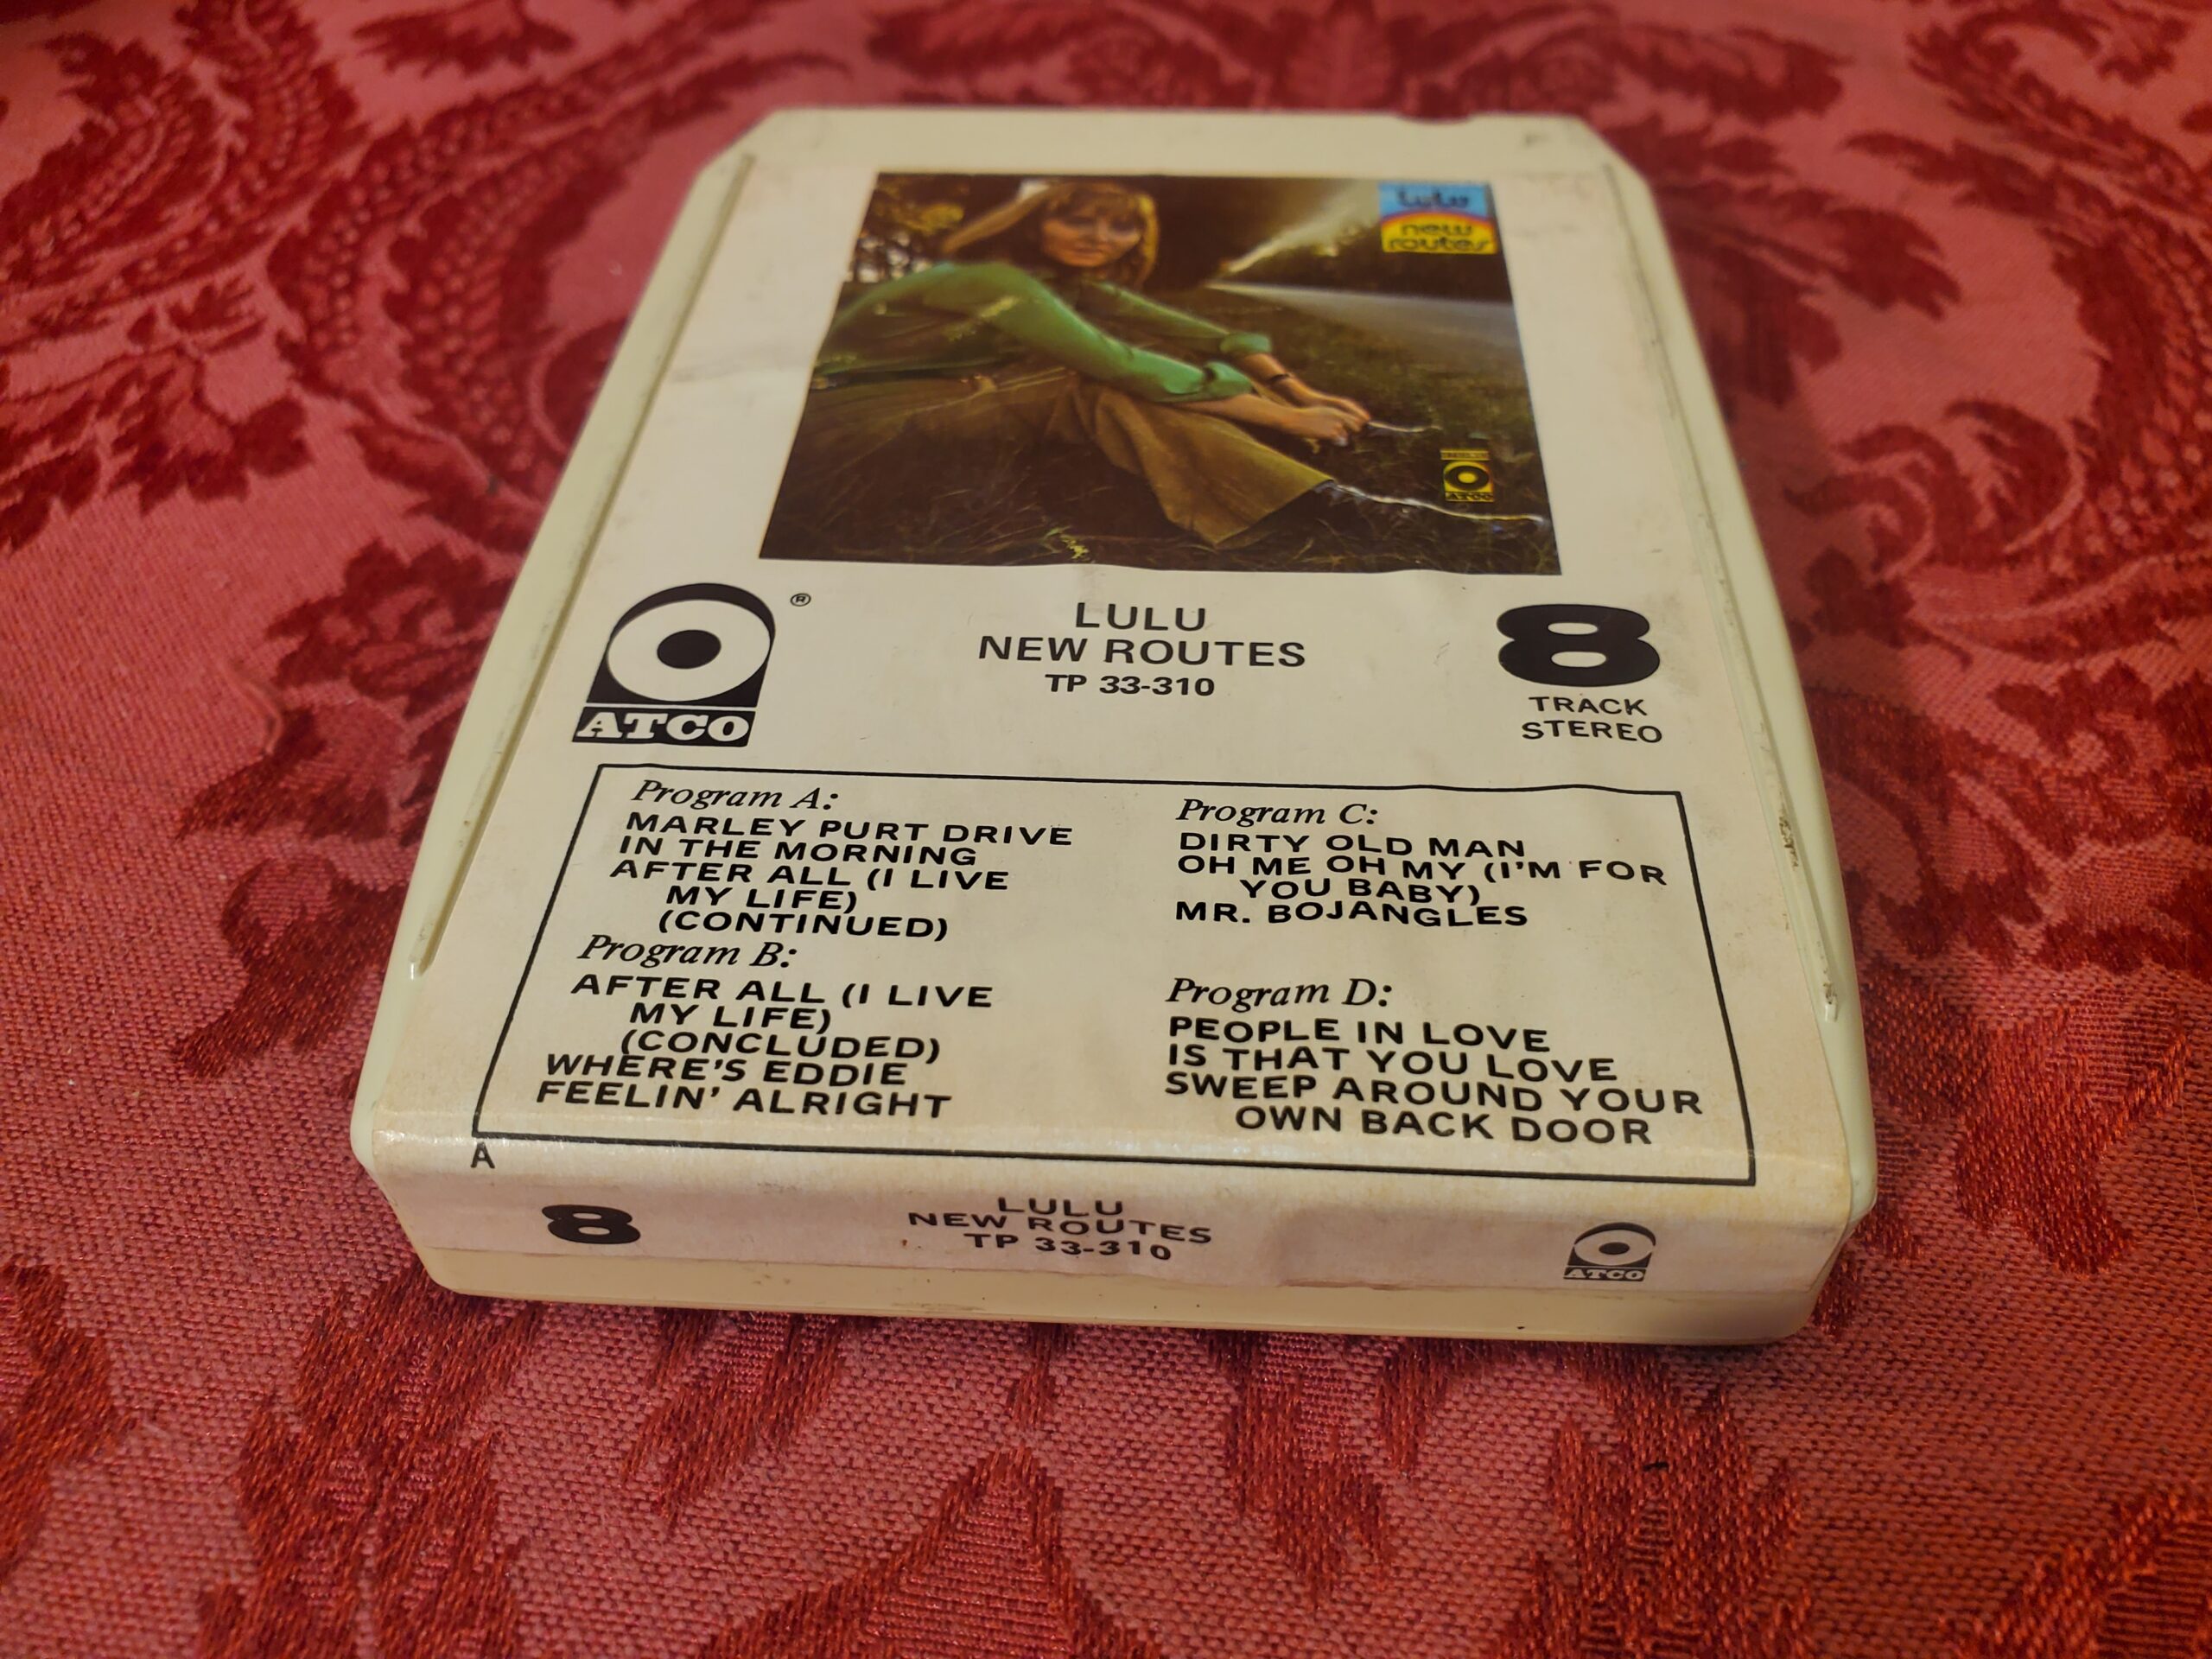 lulu
new
routes
ATCO
®
ATCO
LULU
NEW ROUTES
TP 33-310
8
TRACK
STEREO
Program A:
MARLEY PURT DRIVE
IN THE MORNING
AFTER ALL (I LIVE
MY LIFE)
(CONTINUED)
Program B:
AFTER ALL (I LIVE
MY LIFE)
(CONCLUDED)
WHERE'S EDDIE
FEELIN' ALRIGHT
Program C:
DIRTY OLD MAN
OH ME OH MY (I'M FOR
YOU BABY)
MR. BOJANGLES
Program D:
PEOPLE IN LOVE
IS THAT YOU LOVE
SWEEP AROUND YOUR
OWN BACK DOOR
A
8
LULU
NEW ROUTES
TP 33-310
ATCO